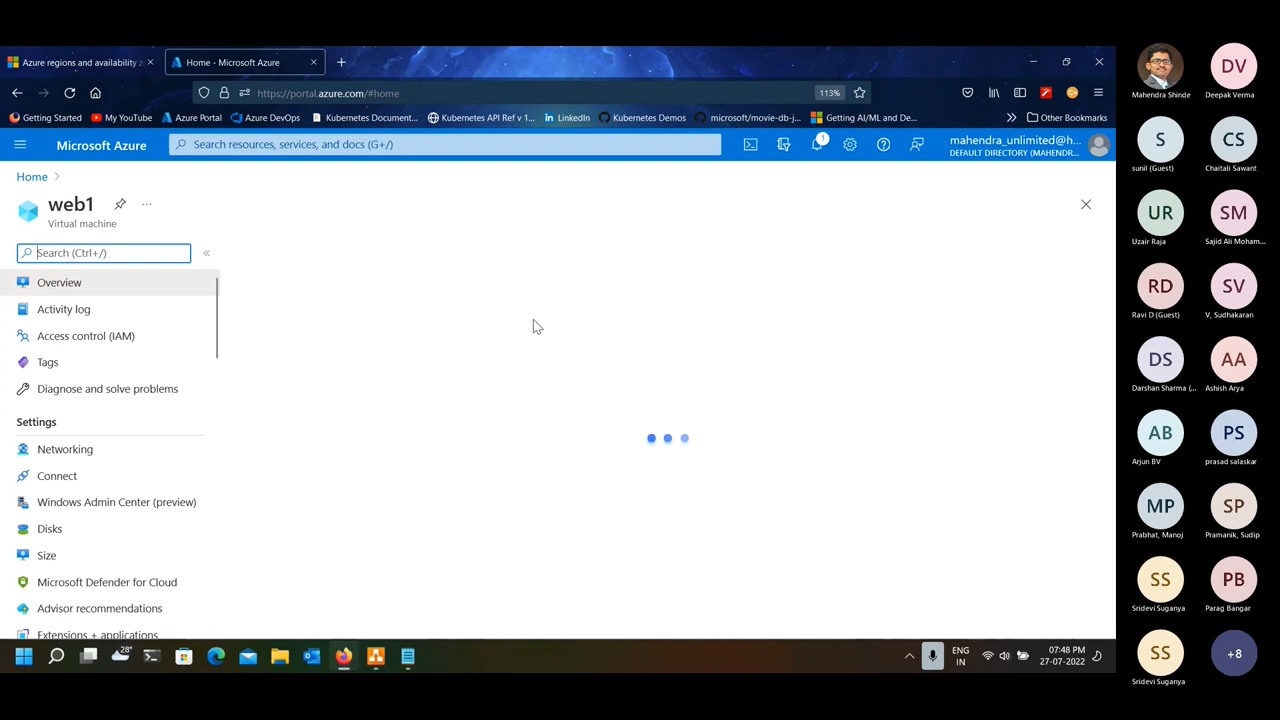 Azure regions and availability z
Home - Microsoft Azure
https://portal.azure.com/#home
113%
Getting Started
My YouTube
Azure Portal
Azure DevOps
Kubernetes Document...
Kubernetes API Ref v 1...
LinkedIn
Kubernetes Demos
microsoft/movie-db-j...
Getting AI/ML and De...
Other Bookmarks
Microsoft Azure
Search resources, services, and docs (G+/)
1
mahendra_unlimited@h...
DEFAULT DIRECTORY (MAHENDR...
Home
web1
Virtual machine
Search (Ctrl+/)
Overview
Activity log
Access control (IAM)
Tags
Diagnose and solve problems
Settings
Networking
Connect
Windows Admin Center (preview)
Disks
Size
Microsoft Defender for Cloud
Advisor recommendations
Extensions + applications
28°
ENG
IN
07:48 PM
27-07-2022
Mahendra Shinde
DV
Deepak Verma
S
sunil (Guest)
CS
Chaitali Sawant
UR
Uzair Raja
SM
Sajid Ali Moham...
RD
Ravi D (Guest)
SV
V, Sudhakaran
DS
Darshan Sharma (...
AA
Ashish Arya
AB
Arjun BV
PS
prasad salaskar
MP
Prabhat, Manoj
SP
Pramanik, Sudip
SS
Sridevi Suganya
PB
Parag Bangar
SS
Sridevi Suganya
+8